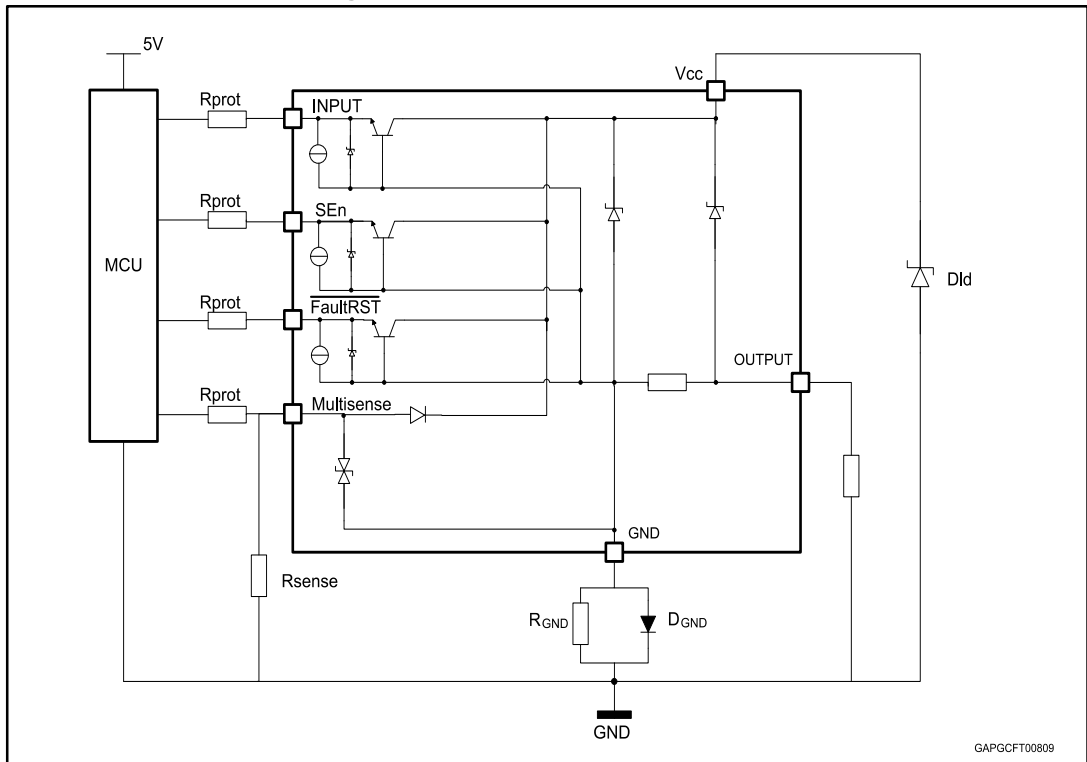 5V
Vcc
Rprot
INPUT
Rprot
SEn
MCU
Dld
Rprot
FaultRST
OUTPUT
Rprot
Multisense
GND
Rsense
RGND
DGND
GND
GAPGCFT00809